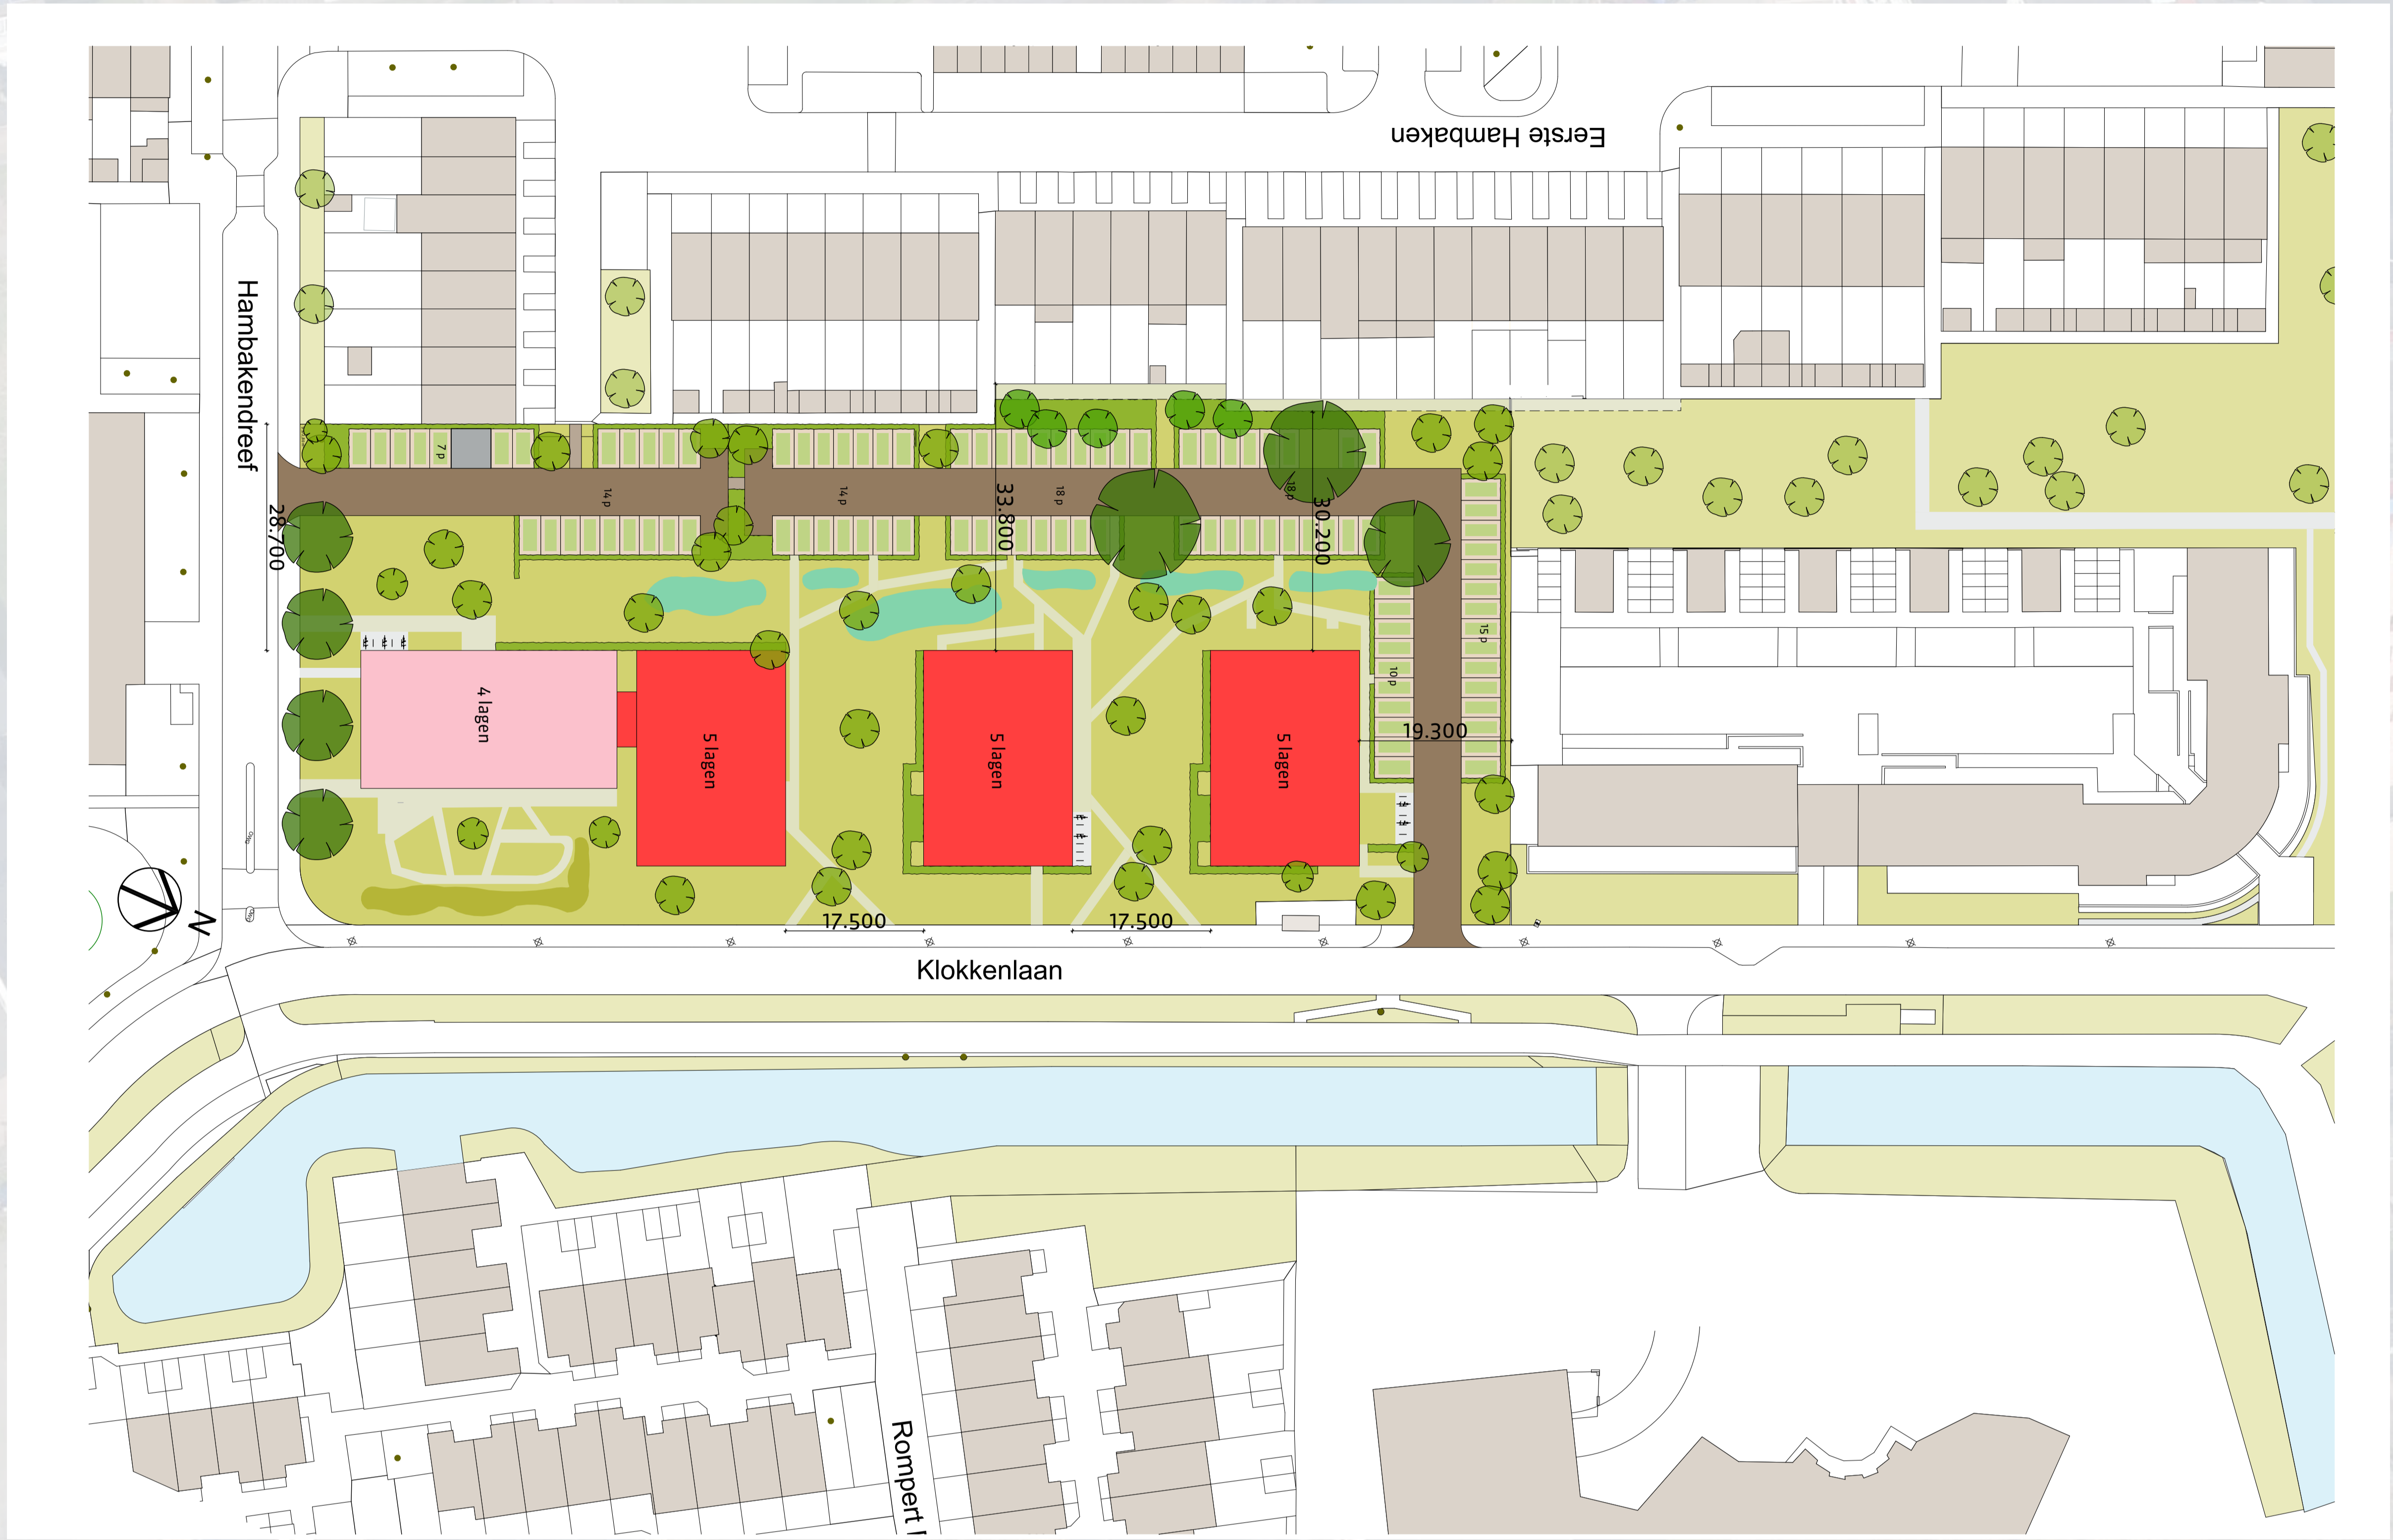 Eerste Hambaken
Hambakendreef
7 p
14 p
14 p
18 p
18 p
28.700
33.800
30.200
15 p
10 p
4 lagen
5 lagen
5 lagen
5 lagen
19.300
N
17.500
17.500
Klokkenlaan
Rompert